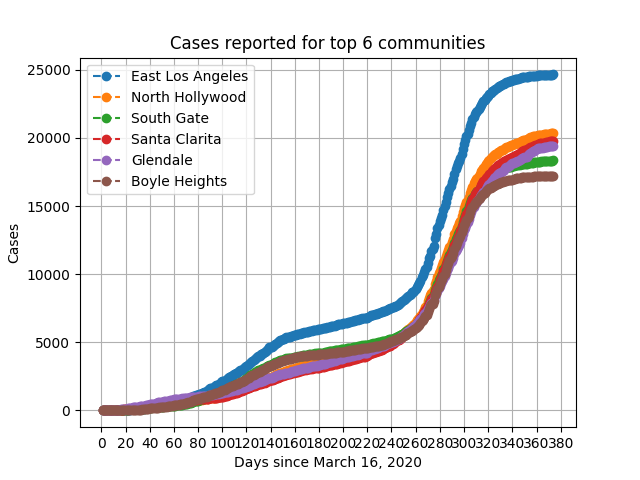 Cases reported for top 6 communities
East Los Angeles
North Hollywood
South Gate
Santa Clarita
Glendale
Boyle Heights
25000
20000
15000
10000
5000
0
Cases
0 20 40 60 80 100 120 140 160 180 200 220 240 260 280 300 320 340 360 380
Days since March 16, 2020